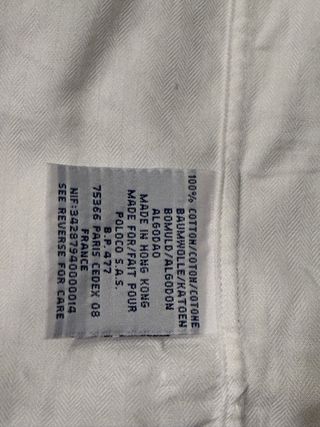 100% COTTON/COTON/COTONE
BAUMWOLLE/KATOEN
BOMULD/ALGODON
ALGODAO
MADE IN HONG KONG
MADE FOR/FAIT POUR
POLOCO S.A.S.
B.P. 477
75366 PARIS CEDEX 08
FRANCE
NIF:34287940000014
SEE REVERSE FOR CARE